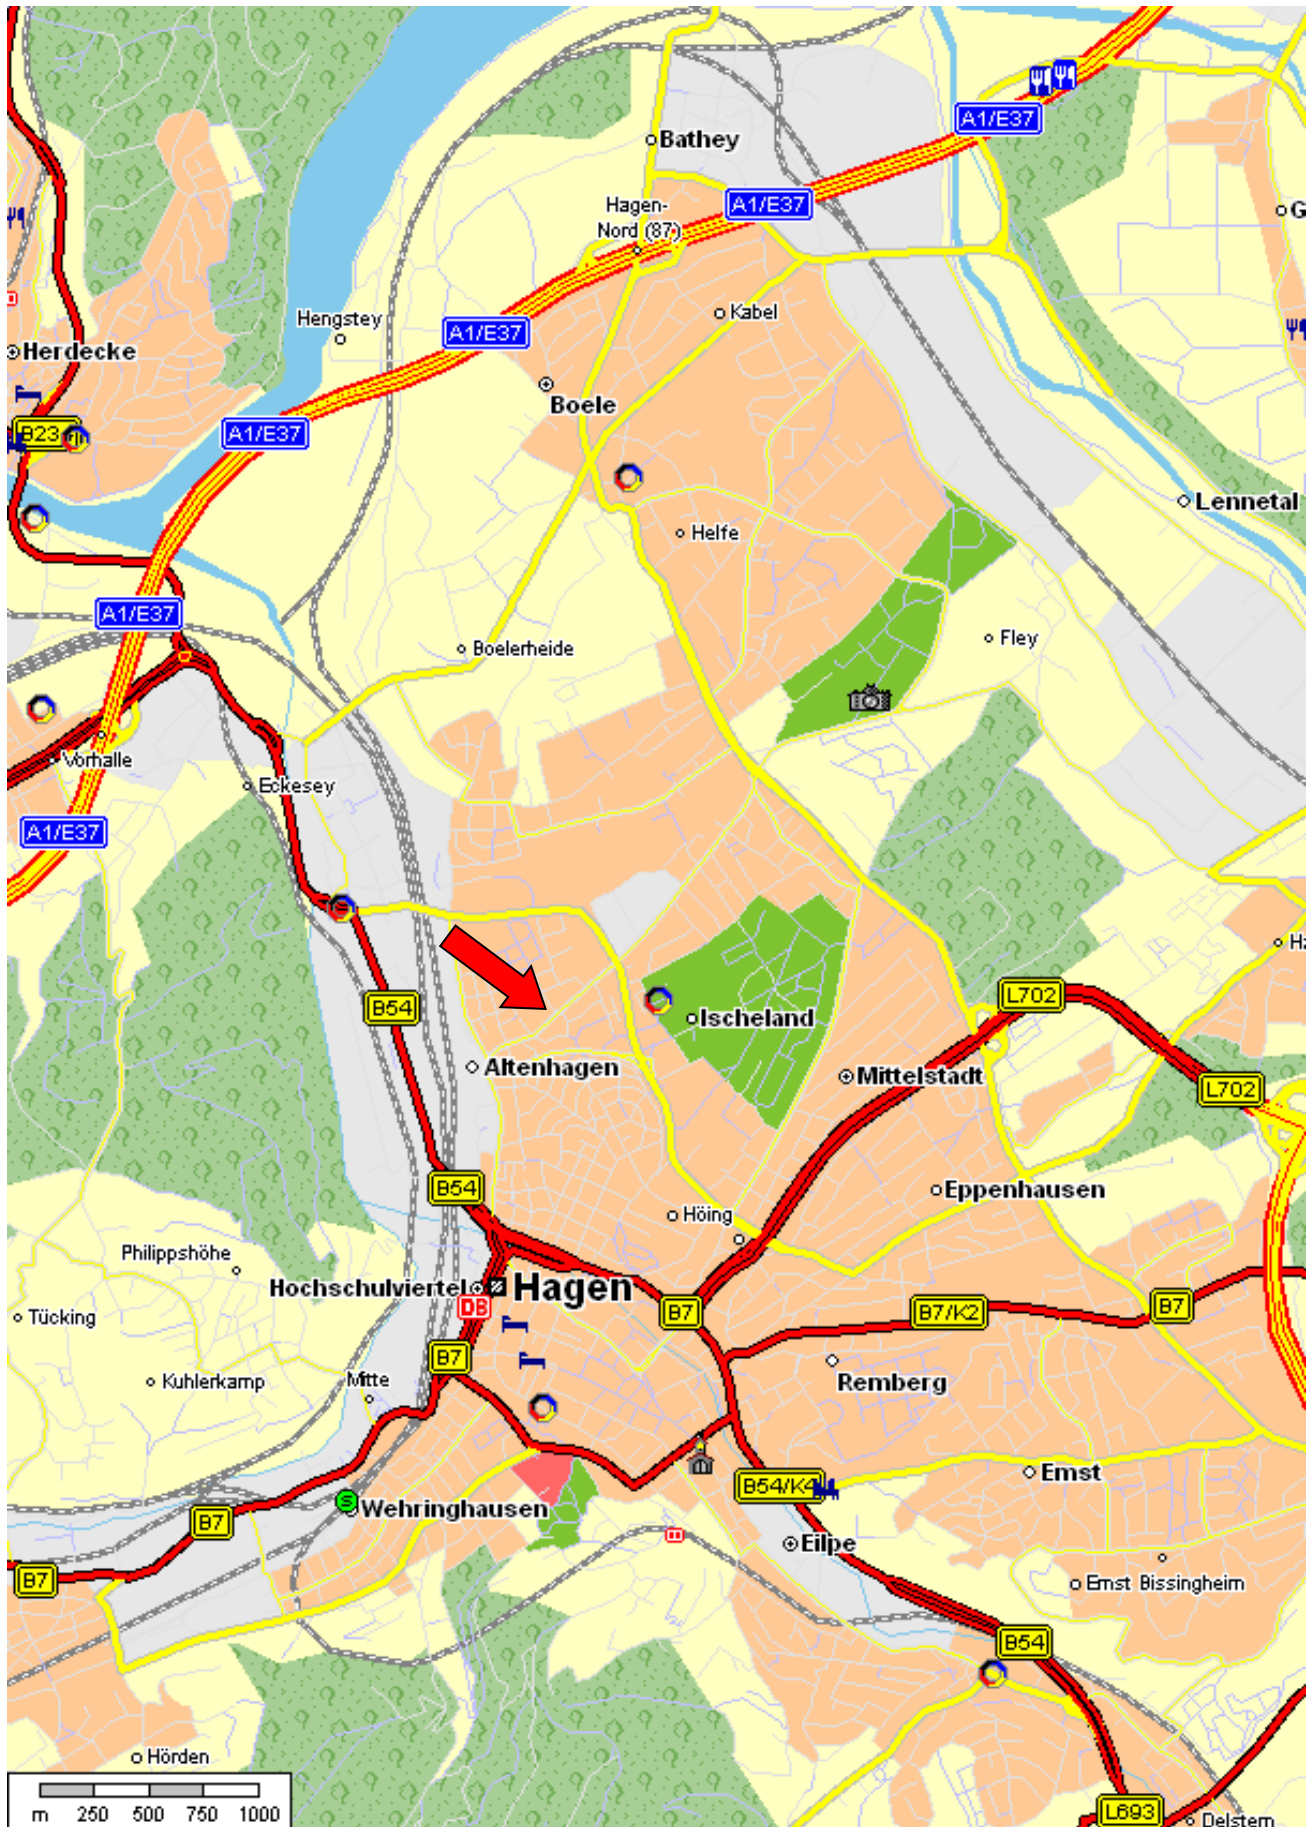 A1/E37
Bathey
Hagen-
Nord (87)
A1/E37
G
Hengstey
Kabel
A1/E37
Herdecke
Boele
B23
A1/E37
Lennetal
Helfe
A1/E37
Fley
Boelerheide
Vorhalle
Eckesey
A1/E37
Ha
L702
B54
Ischeland
Altenhagen
Mittelstadt
L702
B54
Eppenhausen
Höing
Philippshöhe
Hochschulviertel
Hagen
DB
Tücking
B7
B7/K2
B7
B7
Kuhlerkamp
Mitte
Remberg
Emst
B54/K4
S
Wehringhausen
B7
Eilpe
B7
Emst Bissingheim
B54
Hörden
m 250 500 750 1000
L693
Delstern